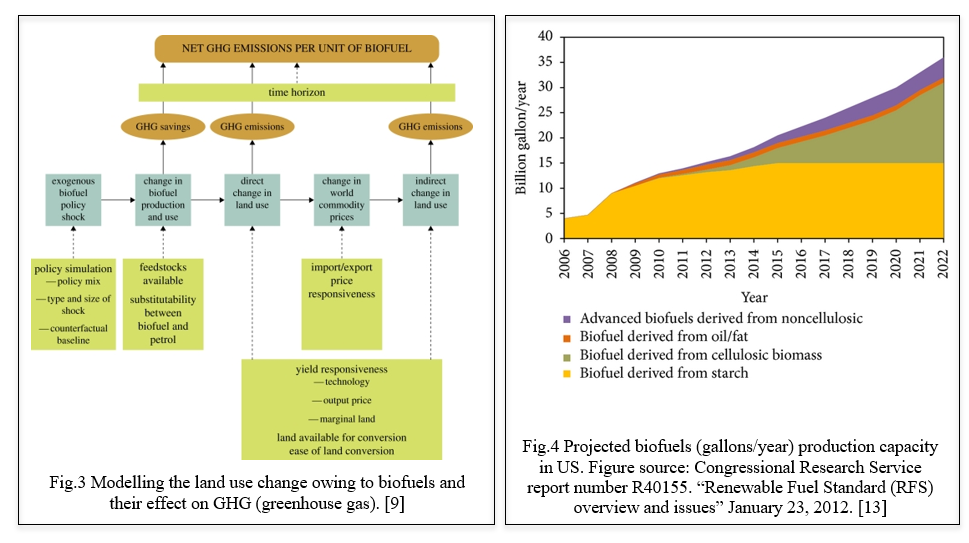 NET GHG EMISSIONS PER UNIT OF BIOFUEL
time horizon
GHG savings
GHG emissions
GHG emissions
exogenous
biofuel
policy
shock
change in
biofuel
production
and use
direct
change in
land use
change in
world
commodity
prices
indirect
change in
land use
policy simulation
—policy mix
—type and size of
shock
—counterfactual
baseline
feedstocks
available
substitutability
between
biofuel and
petrol
import/export
price
responsiveness
yield responsiveness
—technology
—output price
—marginal land
land available for conversion
ease of land conversion
Fig.3 Modelling the land use change owing to biofuels and
their effect on GHG (greenhouse gas). [9]
Billion gallon/year
40
35
30
25
20
15
10
5
0
2006
2007
2008
2009
2010
2011
2012
2013
2014
2015
2016
2017
2018
2019
2020
2021
2022
Year
Advanced biofuels derived from noncellulosic
Biofuel derived from oil/fat
Biofuel derived from cellulosic biomass
Biofuel derived from starch
Fig.4 Projected biofuels (gallons/year) production capacity
in US. Figure source: Congressional Research Service
report number R40155. “Renewable Fuel Standard (RFS)
overview and issues” January 23, 2012. [13]